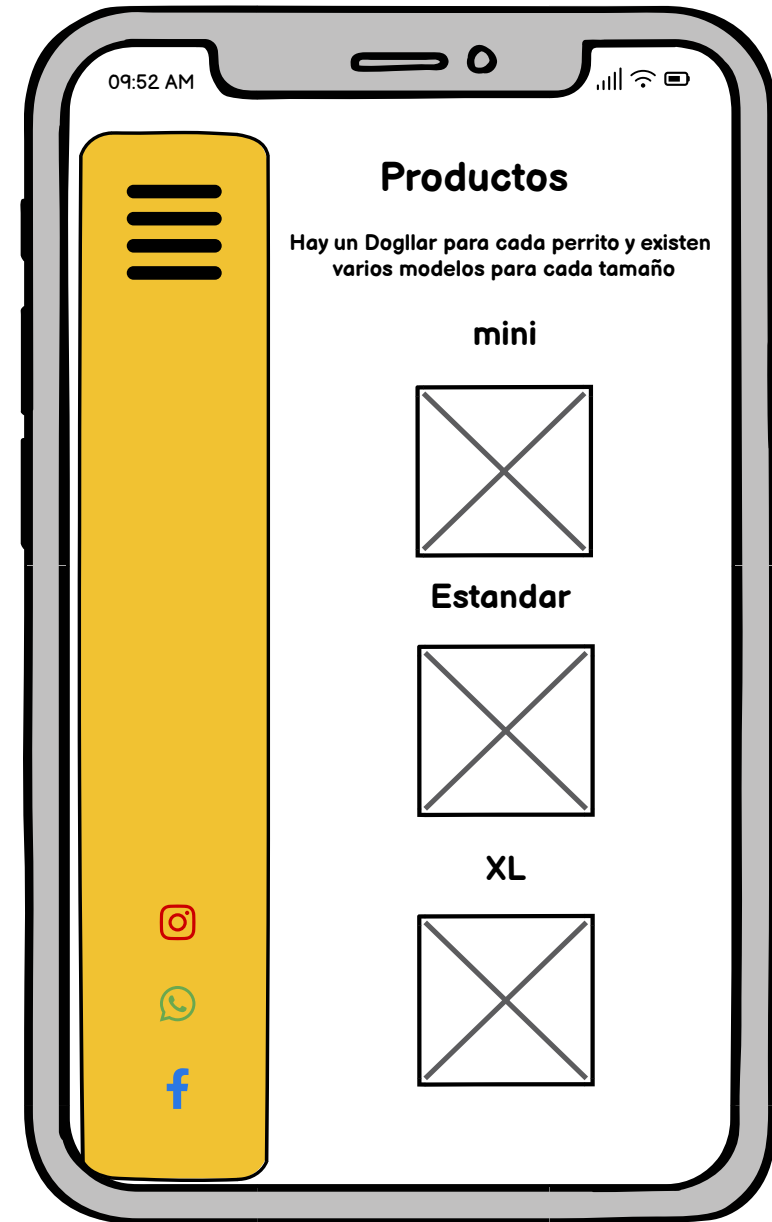 09:52 AM
Productos
Hay un Dogllar para cada perrito y existen
varios modelos para cada tamaño
mini
Estandar
XL